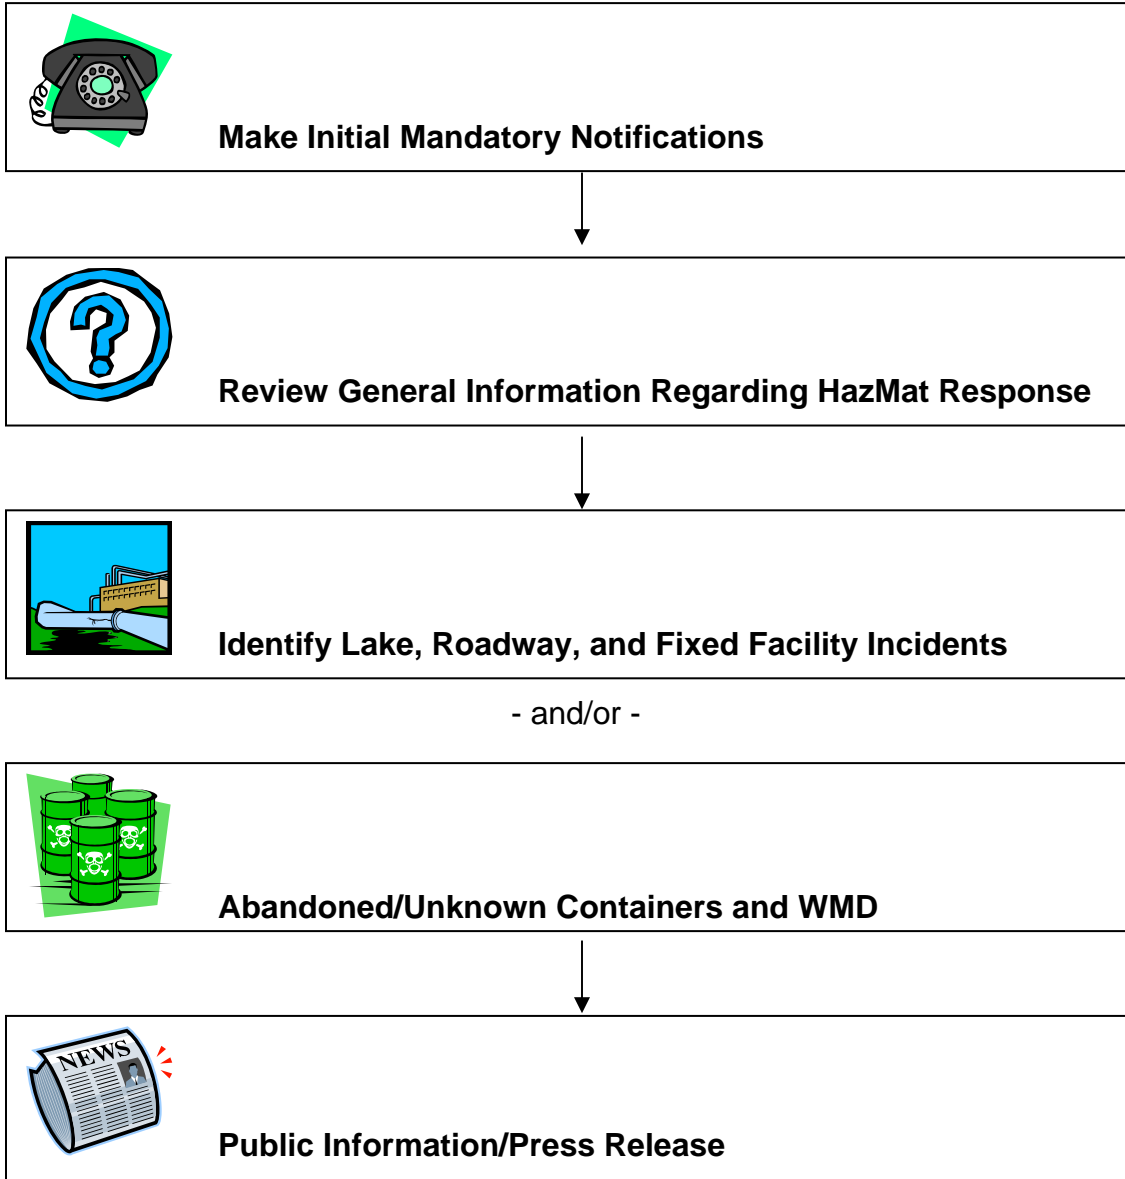 Make Initial Mandatory Notifications
Review General Information Regarding HazMat Response
Identify Lake, Roadway, and Fixed Facility Incidents
- and/or -
Abandoned/Unknown Containers and WMD
NEWS
Public Information/Press Release